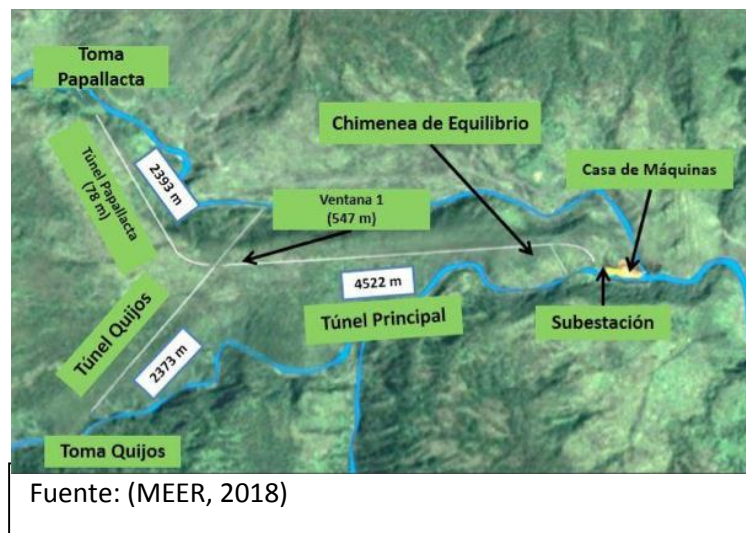 Toma
Papallacta
Chimenea de Equilibrio
Casa de Máquinas
Túnel Papallacta
(78 m)
2393 m
Ventana 1
(547 m)
4522 m
Túnel Principal
Subestación
Túnel Quijos
2373 m
Toma Quijos
Fuente: (MEER, 2018)